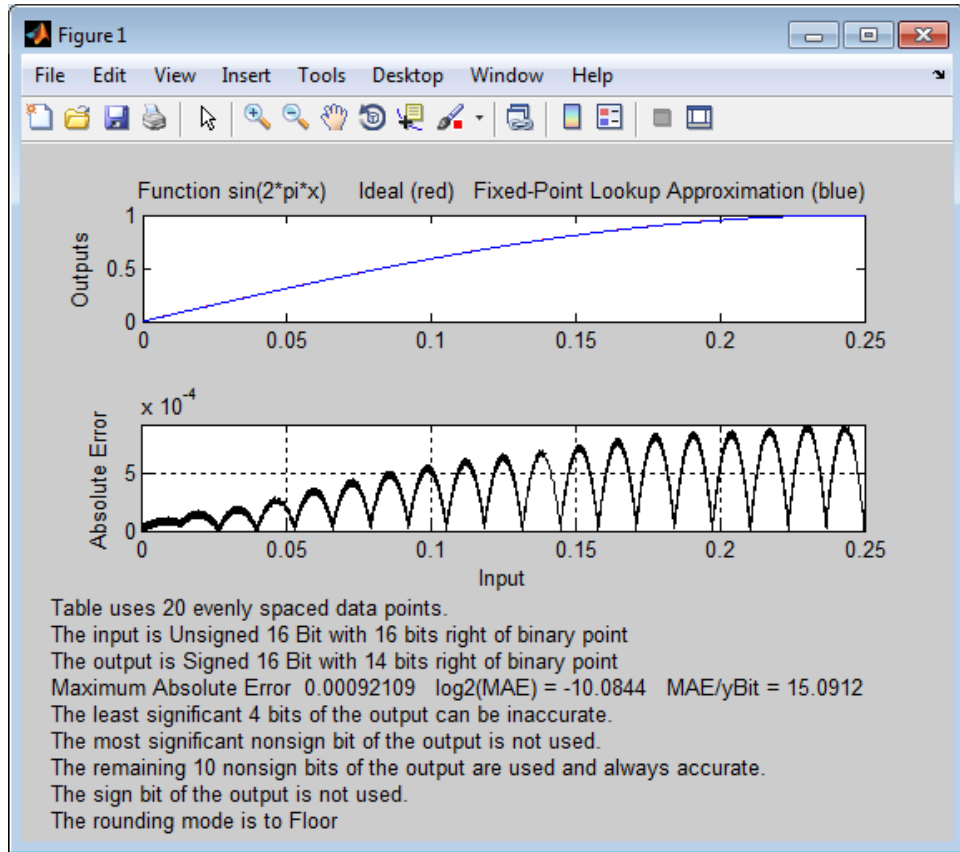 Figure 1
File Edit View Insert Tools Desktop Window Help
Function sin(2*pi*x) Ideal (red) Fixed-Point Lookup Approximation (blue)
Outputs
1
0.5
0
0 0.05 0.1 0.15 0.2 0.25
x 10^-4
Absolute Error
5
0
0 0.05 0.1 0.15 0.2 0.25
Input
Table uses 20 evenly spaced data points.
The input is Unsigned 16 Bit with 16 bits right of binary point
The output is Signed 16 Bit with 14 bits right of binary point
Maximum Absolute Error 0.00092109 log2(MAE) = -10.0844 MAE/yBit = 15.0912
The least significant 4 bits of the output can be inaccurate.
The most significant nonsign bit of the output is not used.
The remaining 10 nonsign bits of the output are used and always accurate.
The sign bit of the output is not used.
The rounding mode is to Floor